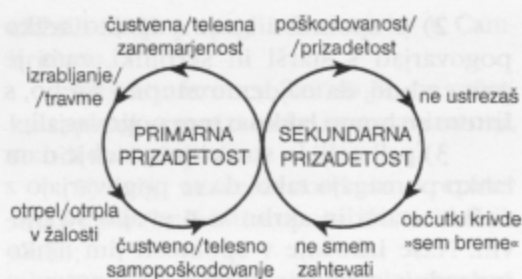 čustvena/telesna
zanemarjenost
poškodovanost/
/prizadetost
izrabljanje/
/travme
ne ustrezaš
PRIMARNA
PRIZADETOST
SEKUNDARNA
PRIZADETOST
otrpel/otrpla
v žalosti
občutki krivde
»sem breme«
čustveno/telesno
samopoškodovanje
ne smem
zahtevati